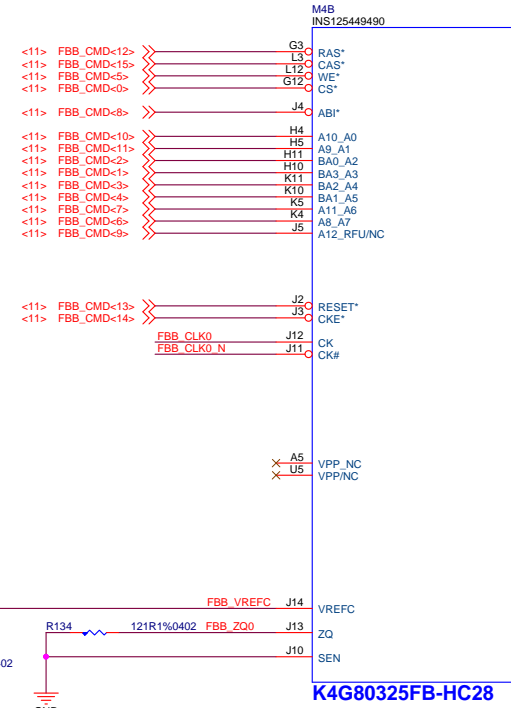 M4B
INS125449490
<11> FBB_CMD<12> G3 RAS*
<11> FBB_CMD<15> L3 CAS*
<11> FBB_CMD<5> L12 WE*
<11> FBB_CMD<0> G12 CS*
<11> FBB_CMD<8> J4 ABI*
<11> FBB_CMD<10> H4 A10_A0
<11> FBB_CMD<11> H5 A9_A1
<11> FBB_CMD<2> H11 BA0_A2
<11> FBB_CMD<1> H10 BA3_A3
<11> FBB_CMD<3> K11 BA2_A4
<11> FBB_CMD<4> K10 BA1_A5
<11> FBB_CMD<7> K5 A11_A6
<11> FBB_CMD<6> K4 A8_A7
<11> FBB_CMD<9> J5 A12_RFU/NC
<11> FBB_CMD<13> J2 RESET*
<11> FBB_CMD<14> J3 CKE*
FBB_CLK0 J12 CK
FBB_CLK0_N J11 CK#
A5 VPP_NC
U5 VPP/NC
FBB_VREFC J14 VREFC
R134 121R1%0402 FBB_ZQ0 J13 ZQ
J10 SEN
02
K4G80325FB-HC28